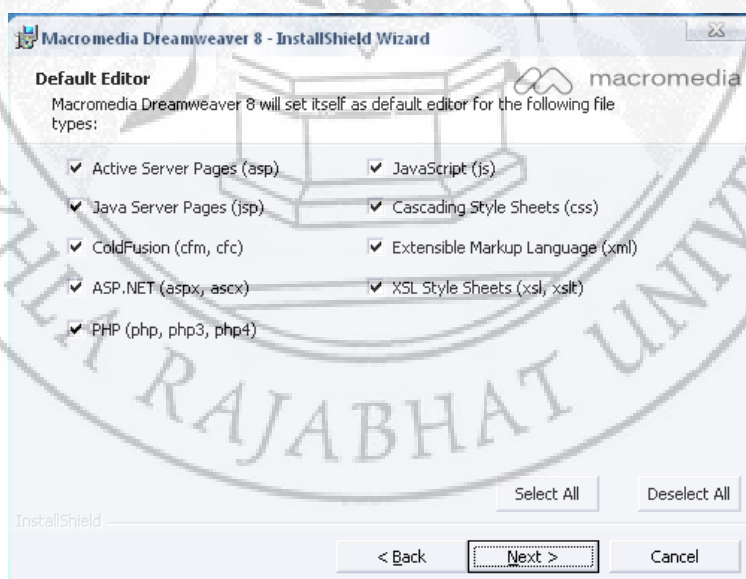 Macromedia Dreamweaver 8 - InstallShield Wizard
Default Editor
macromedia
Macromedia Dreamweaver 8 will set itself as default editor for the following file
types:
Active Server Pages (asp)
JavaScript (js)
Java Server Pages (jsp)
Cascading Style Sheets (css)
ColdFusion (cfm, cfc)
Extensible Markup Language (xml)
ASP.NET (aspx, ascx)
XSL Style Sheets (xsl, xslt)
PHP (php, php3, php4)
RAJABHAT
Select All
Deselect All
InstallShield
< Back
Next >
Cancel